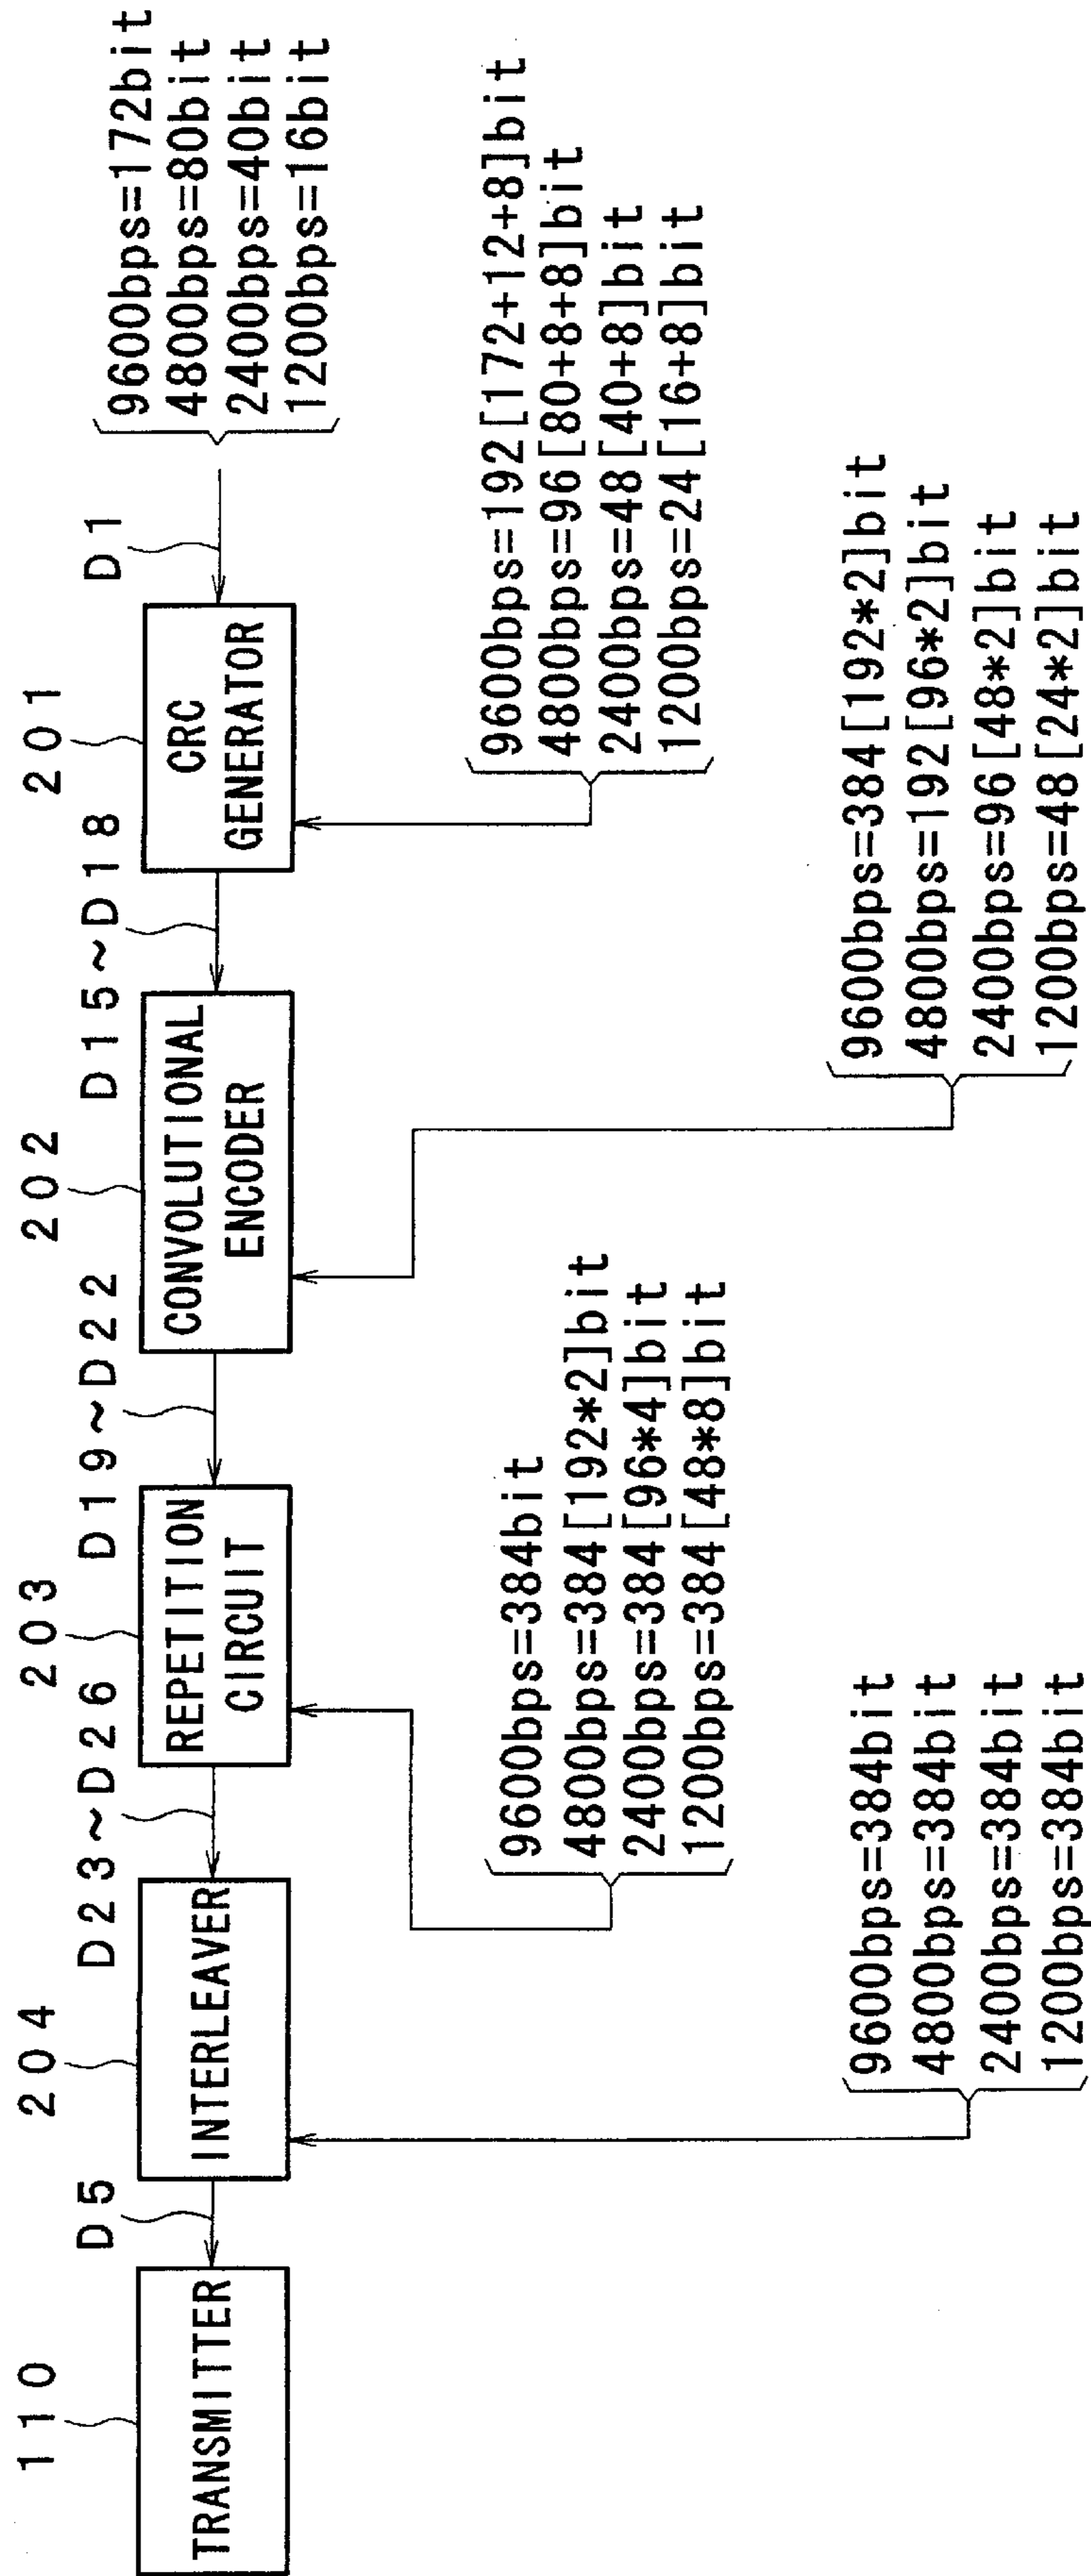 110
TRANSMITTER
D5
204
INTERLEAVER
9600bps=384bit
4800bps=384bit
2400bps=384bit
1200bps=384bit
D23~D26
203
REPETITION
CIRCUIT
9600bps=384bit
4800bps=384[192*2]bit
2400bps=384[96*4]bit
1200bps=384[48*8]bit
D19~D22
202
CONVOLUTIONAL
ENCODER
9600bps=384[192*2]bit
4800bps=192[96*2]bit
2400bps=96[48*2]bit
1200bps=48[24*2]bit
D15~D18
201
CRC
GENERATOR
9600bps=192[172+12+8]bit
4800bps=96[80+8+8]bit
2400bps=48[40+8]bit
1200bps=24[16+8]bit
D1
9600bps=172bit
4800bps=80bit
2400bps=40bit
1200bps=16bit